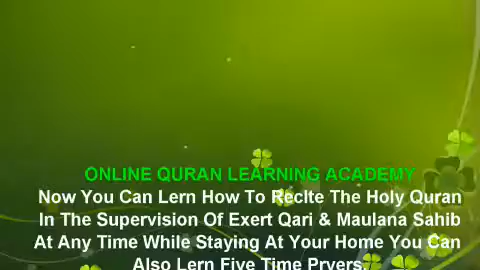 ONLINE QURAN LEARNING ACADEMY
Now You Can Lern How To RecIte The Holy Quran
In The Supervision Of Exert Qari & Maulana Sahib
At Any Time While Staying At Your Home You Can
Also Lern Five Time Pryers.